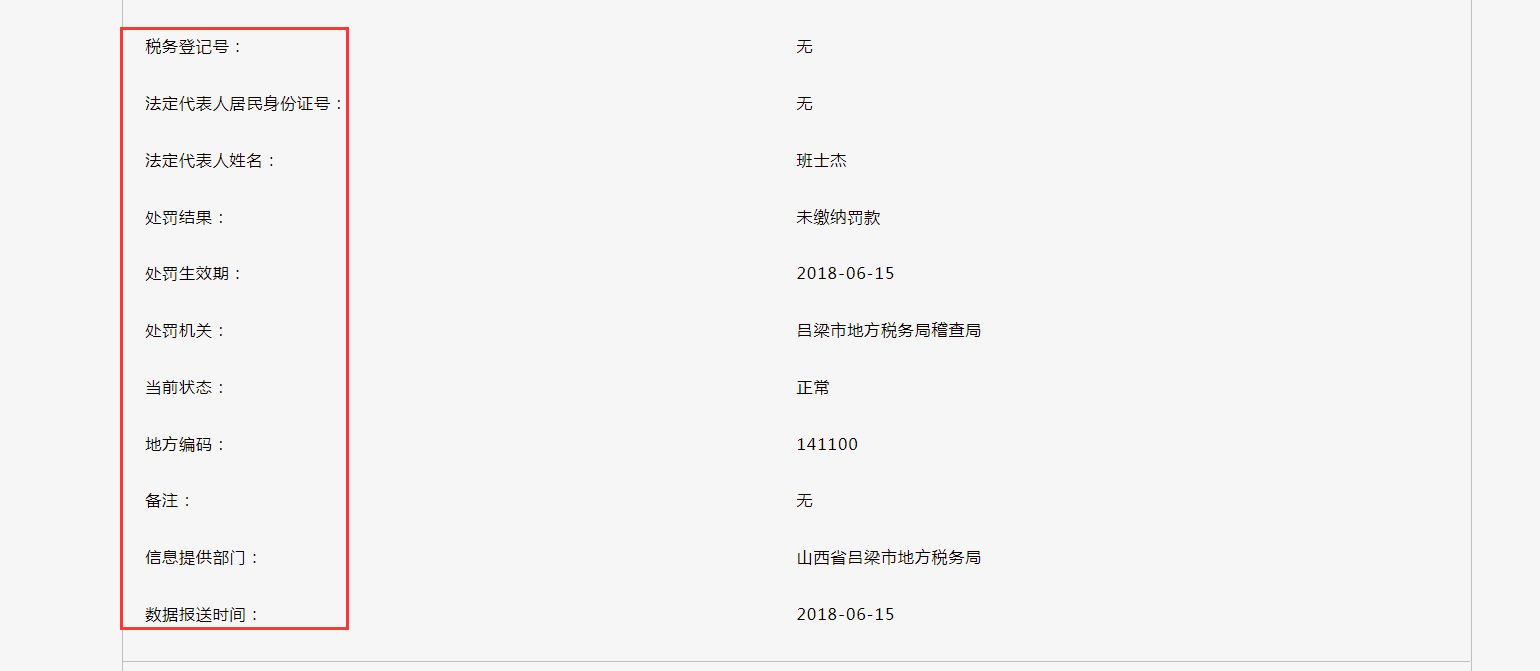 税务登记号： 无
法定代表人居民身份证号： 无
法定代表人姓名： 班士杰
处罚结果： 未缴纳罚款
处罚生效期： 2018-06-15
处罚机关： 吕梁市地方税务局稽查局
当前状态： 正常
地方编码： 141100
备注： 无
信息提供部门： 山西省吕梁市地方税务局
数据报送时间： 2018-06-15